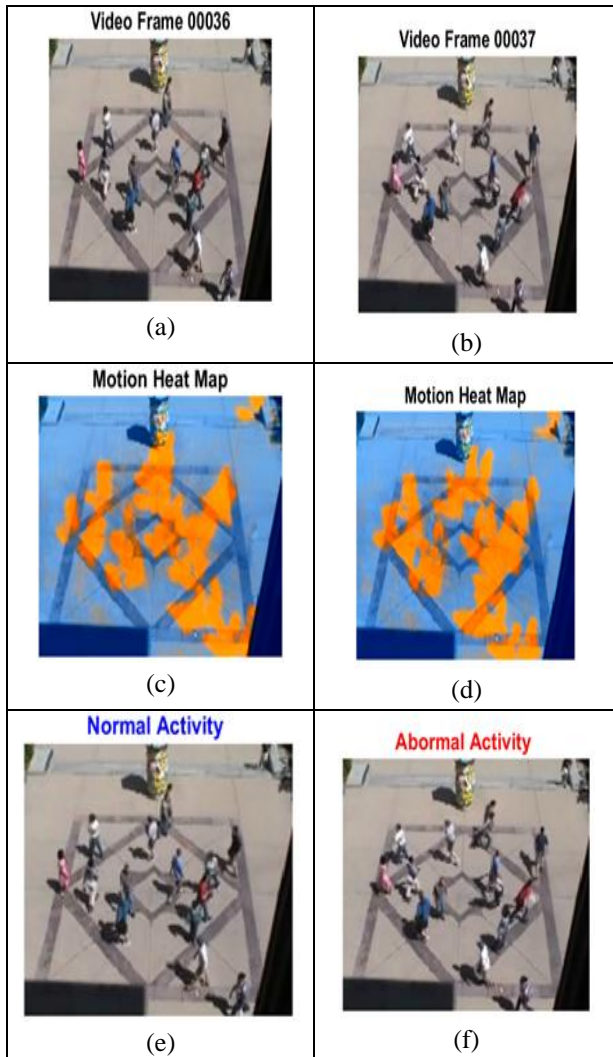 Video Frame 00036
Video Frame 00037
(a)
(b)
Motion Heat Map
Motion Heat Map
(c)
(d)
Normal Activity
Abormal Activity
(e)
(f)